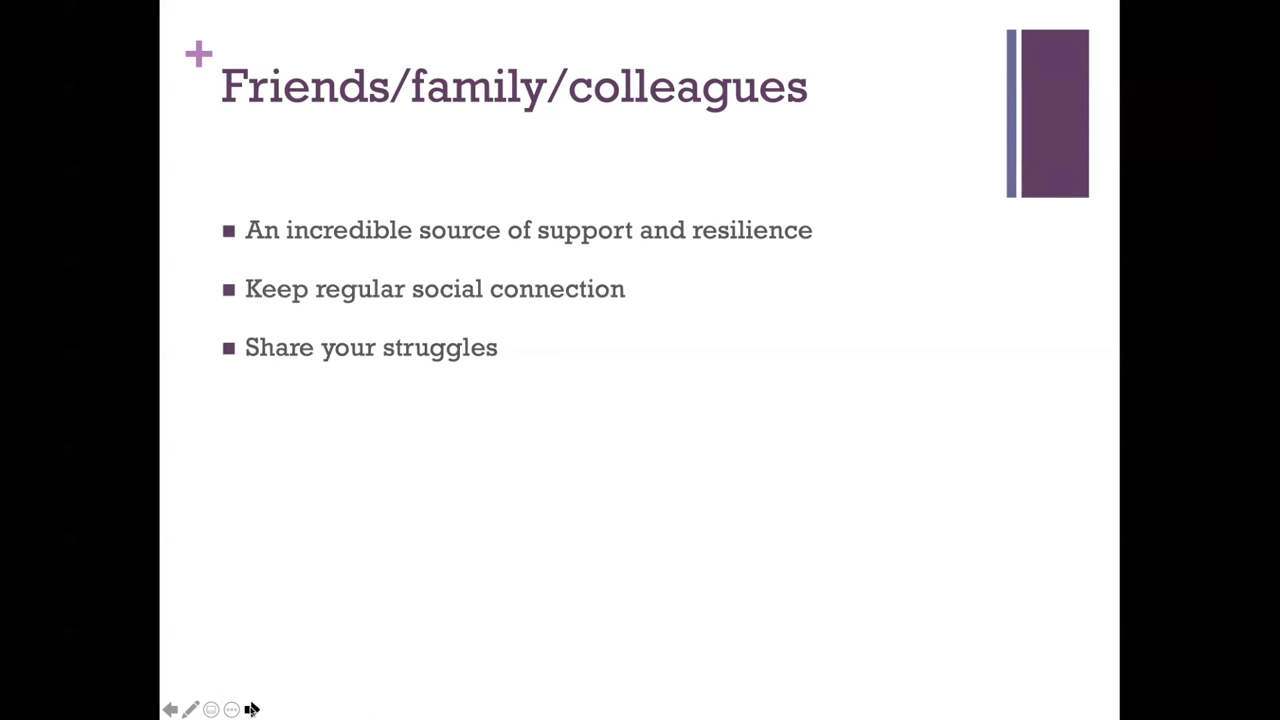 +
Friends/family/colleagues
■ An incredible source of support and resilience
■ Keep regular social connection
■ Share your struggles